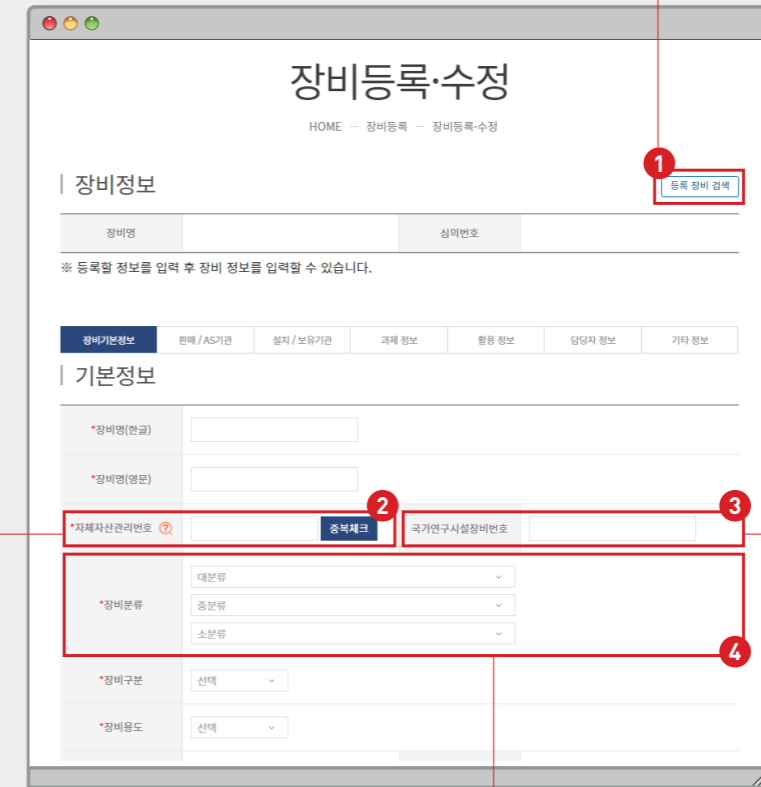 장비등록·수정
HOME — 장비등록 — 장비등록·수정
1
장비정보
등록 장비 검색
장비명 심의번호
※ 등록할 정보를 입력 후 장비 정보를 입력할 수 있습니다.
장비기본정보 판매 / AS기관 설치 / 보유기관 과제 정보 활용 정보 담당자 정보 기타 정보
기본정보
*장비명(한글)
*장비명(영문)
2 3
*자체자산관리번호 ? 중복체크 국가연구시설장비번호
대분류
*장비분류 중분류
소분류
4
*장비구분 선택
*장비용도 선택